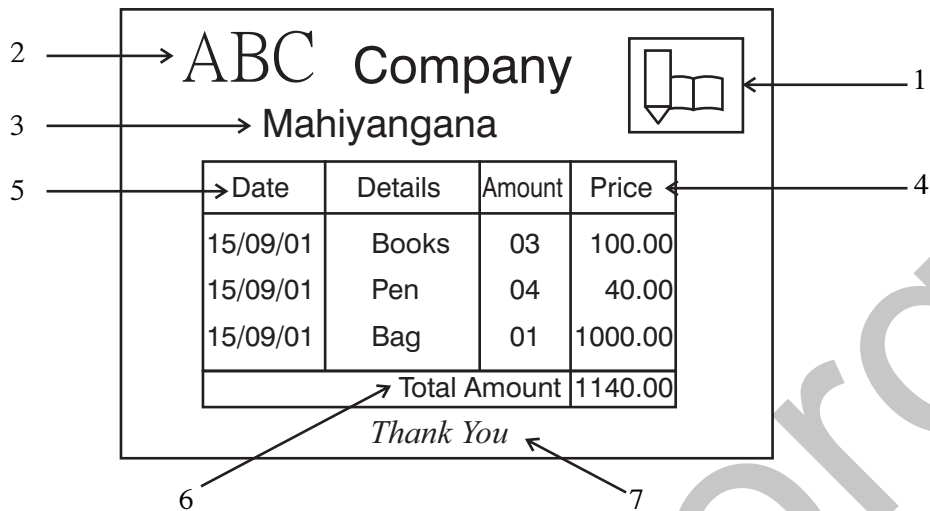 2 ABC Company 1
3 Mahiyangana
5 Date Details Amount Price 4
15/09/01 Books 03 100.00
15/09/01 Pen 04 40.00
15/09/01 Bag 01 1000.00
Total Amount 1140.00
Thank You
6 7